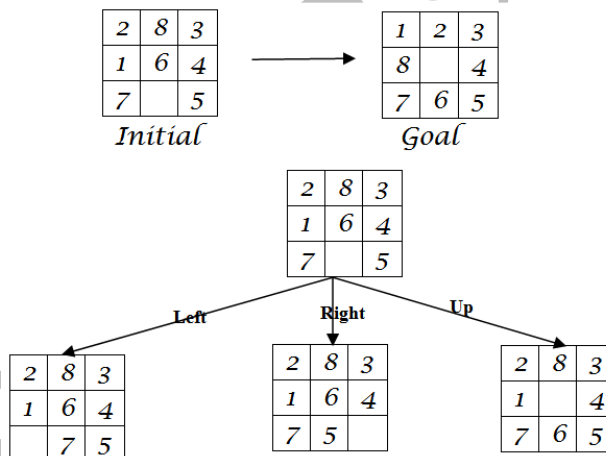 2 8 3 1 2 3
1 6 4 8 4
7 5 7 6 5
Initial Goal
2 8 3
1 6 4
7 5
Left Right Up
2 8 3 2 8 3 2 8 3
1 6 4 1 6 4 1 4
7 5 7 5 7 6 5